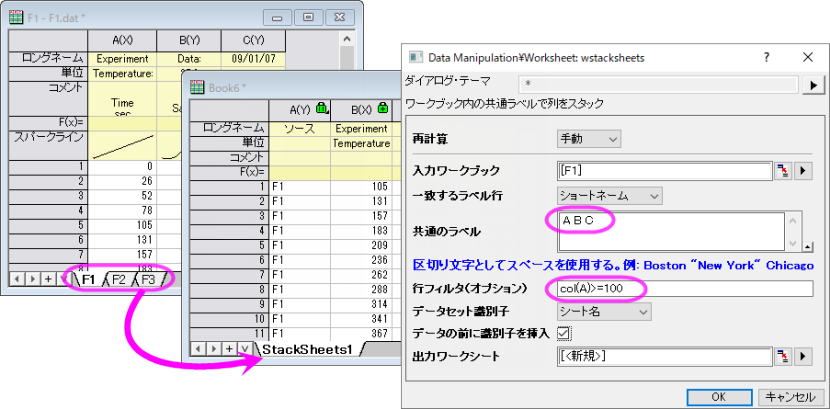 F1 - F1.dat *
A(X) B(Y) C(Y)
ロングネーム Experiment Data: 09/01/07
単位 Temperature:
コメント Time
sec
F(x)=
スパークライン
1 0
2 26
3 52
4 78
5 105
6 131
7 157
8 183
F1 F2 F3
Book6 *
A(Y) B(X)
ロングネーム ソース Experiment
単位 Temperature
コメント
F(x)=
1 F1 105
2 F1 131
3 F1 157
4 F1 183
5 F1 209
6 F1 236
7 F1 262
8 F1 288
9 F1 314
10 F1 341
11 F1 367
StackSheets1
Data Manipulation¥Worksheet: wstacksheets ?
ダイアログ・テーマ *
ワークブック内の共通ラベルで列をスタック
再計算 手動
入力ワークブック [F1]
一致するラベル行 ショートネーム
共通のラベル A B C
区切り文字としてスペースを使用する。例: Boston "New York" Chicago
行フィルタ(オプション) col(A)>=100
データセット識別子 シート名
データの前に識別子を挿入
出力ワークシート [<新規>]
OK キャンセル